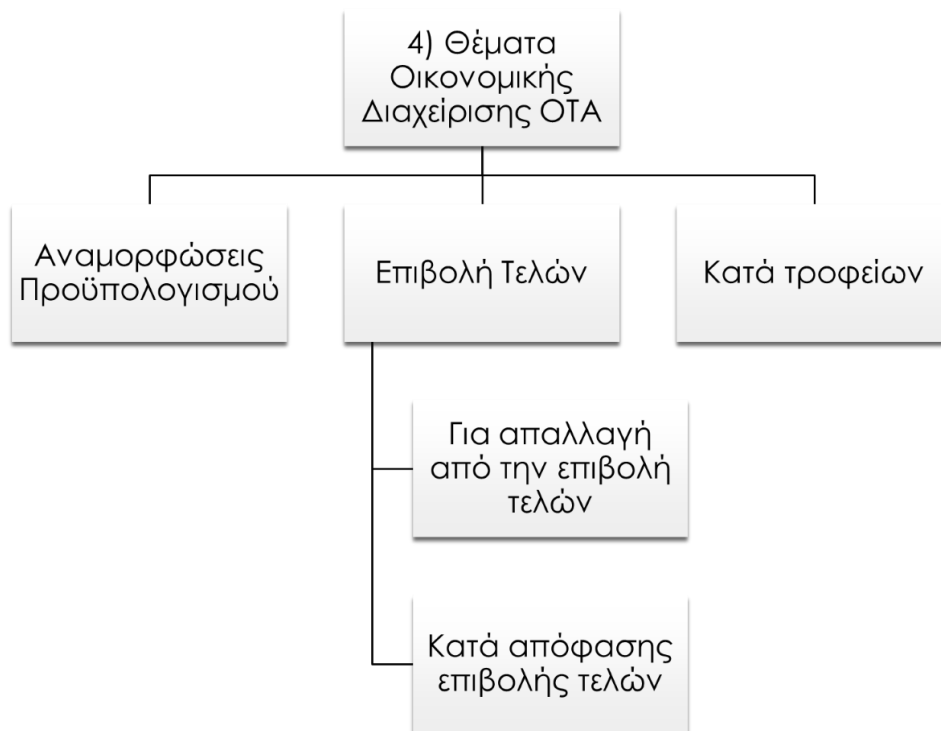 4) Θέματα
Οικονομικής
Διαχείρισης ΟΤΑ
Αναμορφώσεις
Προϋπολογισμού
Επιβολή Τελών
Κατά τροφείων
Για απαλλαγή
από την επιβολή
τελών
Κατά απόφασης
επιβολής τελών